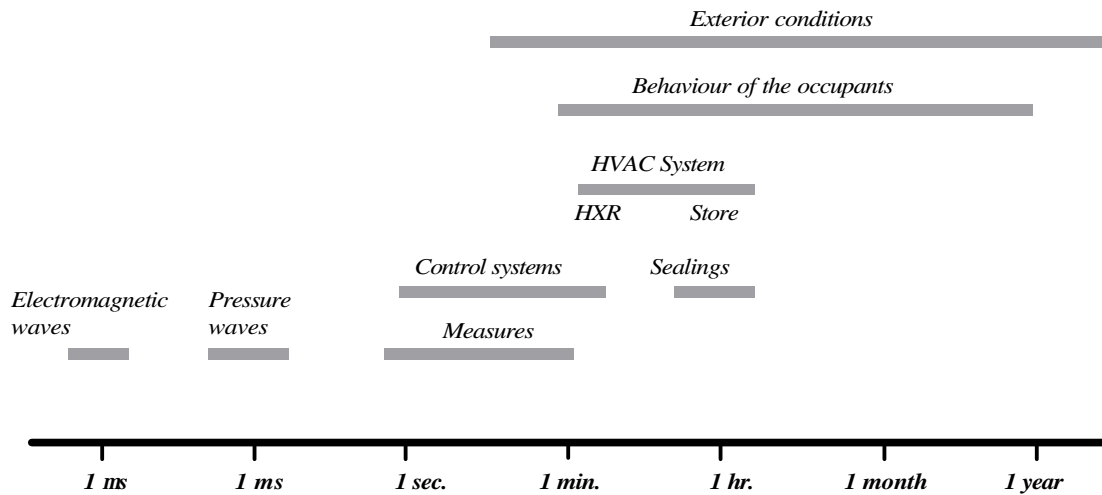 Exterior conditions
Behaviour of the occupants
HVAC System
HXR Store
Control systems Sealings
Electromagnetic
waves
Pressure
waves
Measures
1 ms 1 ms 1 sec. 1 min. 1 hr. 1 month 1 year